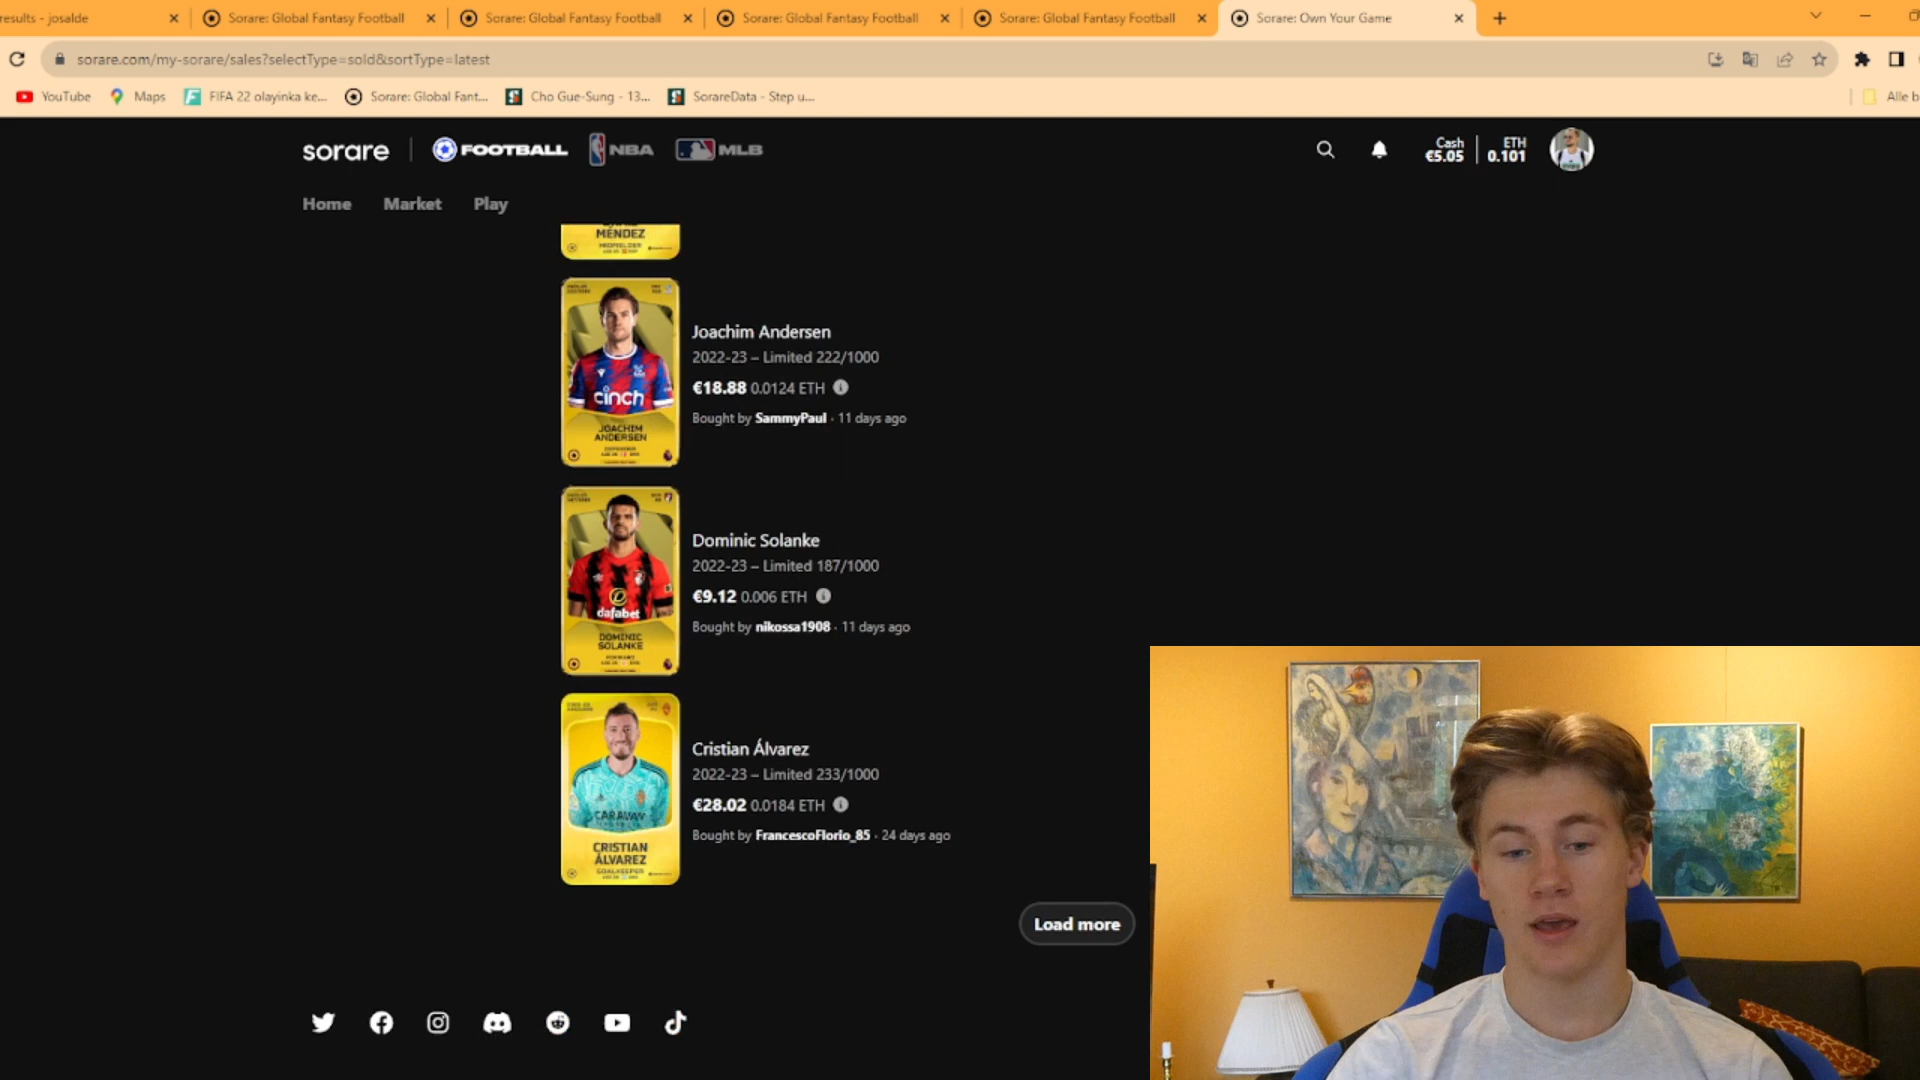 results - josalde
Sorare: Global Fantasy Football
Sorare: Global Fantasy Football
Sorare: Global Fantasy Football
Sorare: Global Fantasy Football
Sorare: Own Your Game
sorare.com/my-sorare/sales?selectType=sold&sortType=latest
YouTube
Maps
FIFA 22 olayinka ke...
Sorare: Global Fant...
Cho Gue-Sung - 13...
SorareData - Step u...
Alle b
sorare
FOOTBALL
NBA
MLB
Cash
€5.05
ETH
0.101
Home
Market
Play
MENDEZ
MIDFIELDER
Joachim Andersen
2022-23 – Limited 222/1000
€18.88 0.0124 ETH
Bought by SammyPaul · 11 days ago
cinch
JOACHIM
ANDERSEN
DEFENDER
Dominic Solanke
2022-23 – Limited 187/1000
€9.12 0.006 ETH
Bought by nikossa1908 · 11 days ago
dafabet
DOMINIC
SOLANKE
FORWARD
Cristian Álvarez
2022-23 – Limited 233/1000
€28.02 0.0184 ETH
Bought by FrancescoFlorio_85 · 24 days ago
CARAVAN
CRISTIAN
ÁLVAREZ
GOALKEEPER
Load more